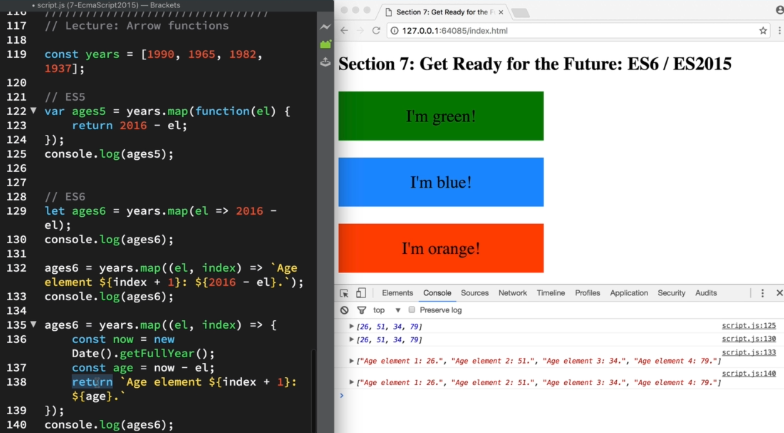 • script.js (7-EcmaScript2015) — Brackets
116 ////////////////////////////////
117 // Lecture: Arrow functions
118
119 const years = [1990, 1965, 1982,
1937];
120
121 // ES5
122 ▼ var ages5 = years.map(function(el) {
123 return 2016 - el;
124 });
125 console.log(ages5);
126
127
128 // ES6
129 let ages6 = years.map(el => 2016 -
el);
130 console.log(ages6);
131
132 ages6 = years.map((el, index) => `Age
element ${index + 1}: ${2016 - el}.`);
133 console.log(ages6);
134
135 ▼ ages6 = years.map((el, index) => {
136 const now = new
Date().getFullYear();
137 const age = now - el;
138 return `Age element ${index + 1}:
${age}.`
139 });
140 console.log(ages6);
Section 7: Get Ready for the F
127.0.0.1:64085/index.html
Section 7: Get Ready for the Future: ES6 / ES2015
I'm green!
I'm blue!
I'm orange!
Elements Console Sources Network Timeline Profiles Application Security Audits
top ▼ Preserve log
[26, 51, 34, 79] script.js:125
[26, 51, 34, 79] script.js:130
script.js:133
["Age element 1: 26.", "Age element 2: 51.", "Age element 3: 34.", "Age element 4: 79."]
script.js:140
["Age element 1: 26.", "Age element 2: 51.", "Age element 3: 34.", "Age element 4: 79."]